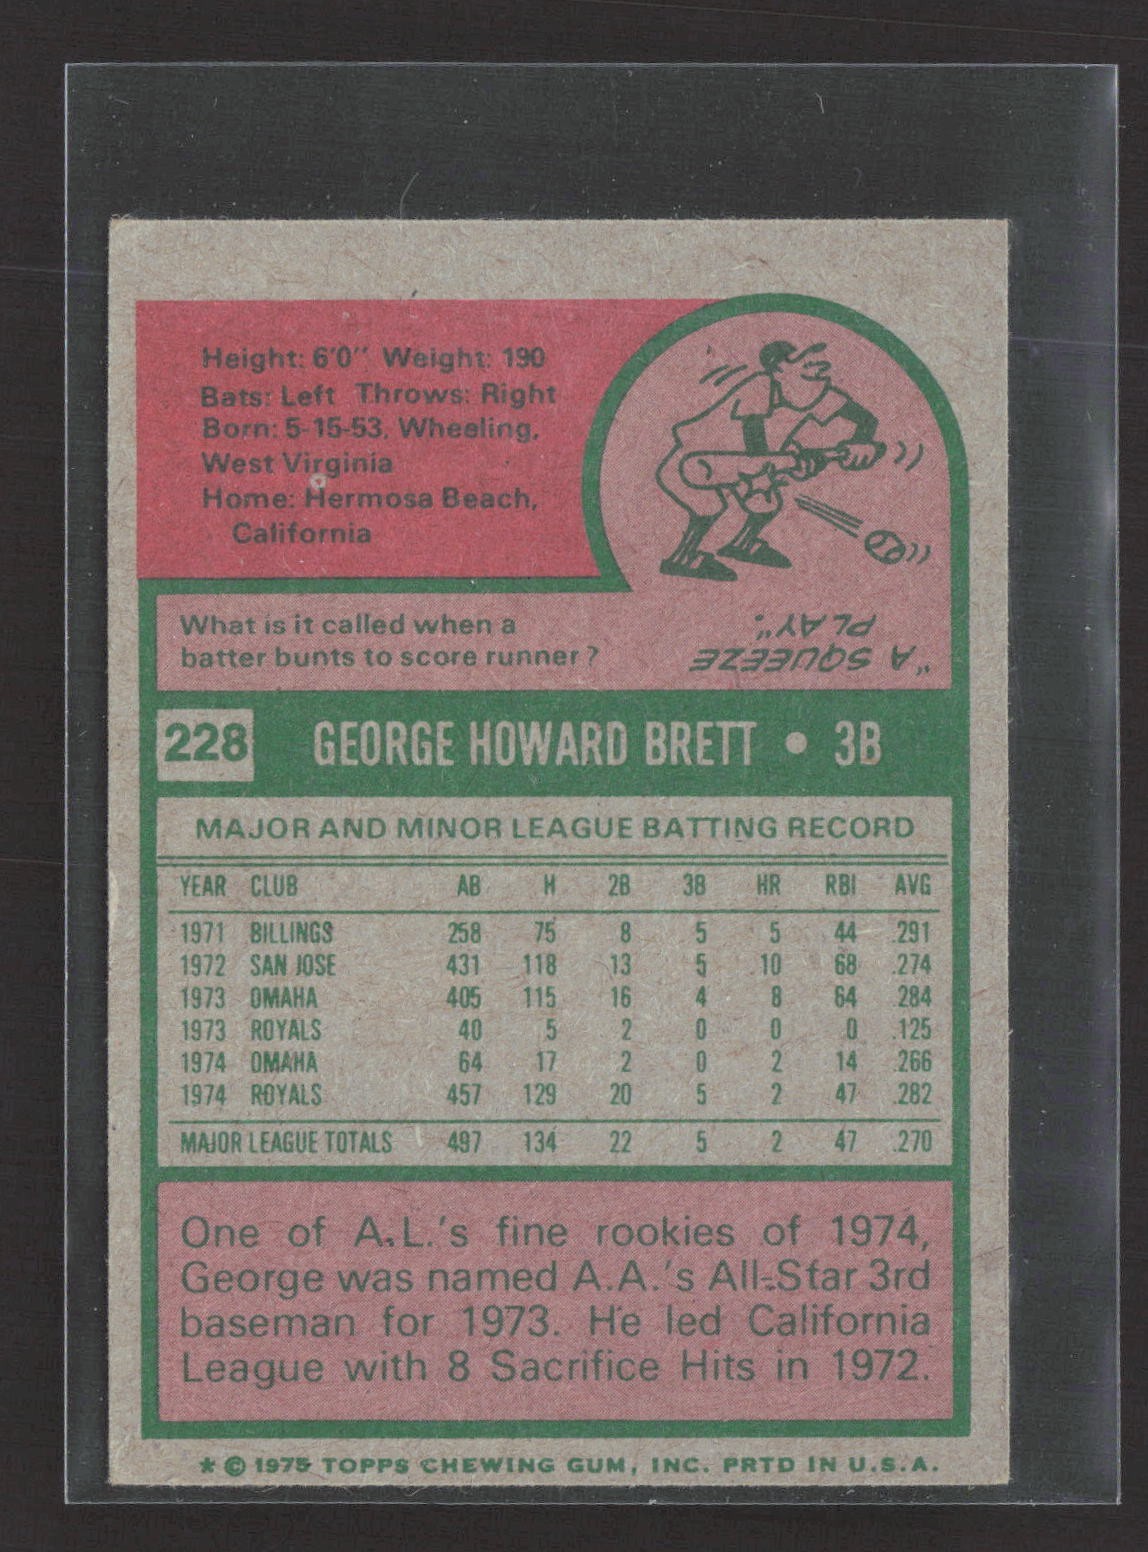 Height: 6'0" Weight: 190
Bats: Left Throws: Right
Born: 5-15-53, Wheeling,
West Virginia
Home: Hermosa Beach,
California
What is it called when a
batter bunts to score runner?
"A SQUEEZE
PLAY".
228 GEORGE HOWARD BRETT • 3B
MAJOR AND MINOR LEAGUE BATTING RECORD
YEAR CLUB AB H 2B 3B HR RBI AVG
1971 BILLINGS 258 75 8 5 5 44 .291
1972 SAN JOSE 431 118 13 5 10 68 .274
1973 OMAHA 405 115 16 4 8 64 .284
1973 ROYALS 40 5 2 0 0 0 .125
1974 OMAHA 64 17 2 0 2 14 .266
1974 ROYALS 457 129 20 5 2 47 .282
MAJOR LEAGUE TOTALS 497 134 22 5 2 47 .270
One of A.L.'s fine rookies of 1974,
George was named A.A.'s All-Star 3rd
baseman for 1973. He led California
League with 8 Sacrifice Hits in 1972.
* © 1975 TOPPS CHEWING GUM, INC. PRTD IN U.S.A.